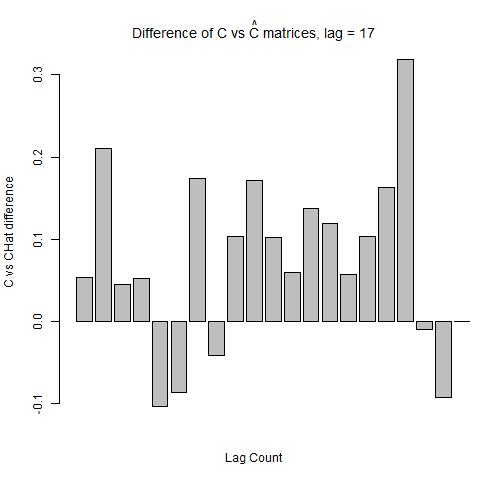 Difference of C vs Ĉ matrices, lag = 17
C vs CHat difference
0.3
0.2
0.1
0.0
-0.1
Lag Count